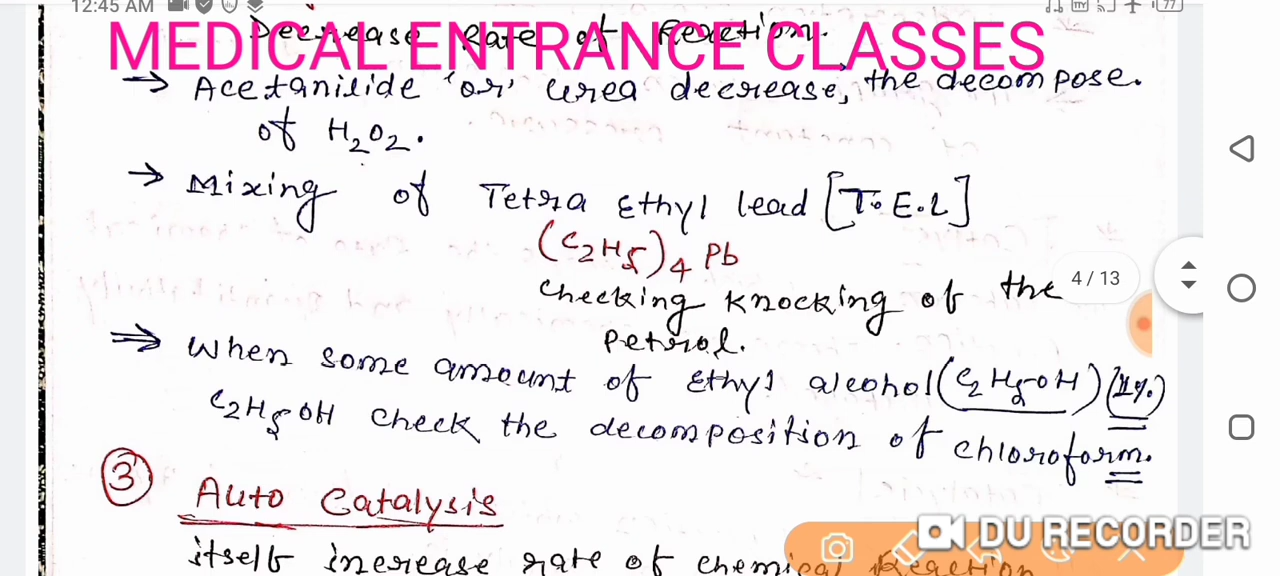 12:45 AM
77
Decrease Rate of Reaction.
MEDICAL ENTRANCE CLASSES
→ Acetanilide 'or' urea decrease, the decompose.
of H₂O₂.
→ Mixing of Tetra Ethyl lead [T.E.L]
(C₂H₅)₄ Pb
4 / 13
checking knocking of the
petrol.
⇒ When some amount of Ethyl alcohol (C₂H₅OH) (1%)
C₂H₅OH check the decomposition of chloroform.
③ Auto Catalysis
DU RECORDER
itself increase rate of chemical Reaction